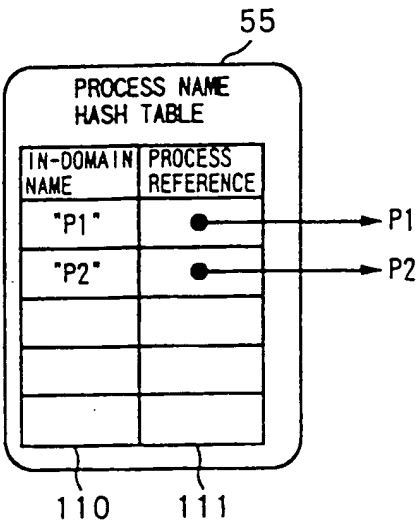 55
PROCESS NAME
HASH TABLE
IN-DOMAIN NAME
PROCESS REFERENCE
"P1"
P1
"P2"
P2
110
111